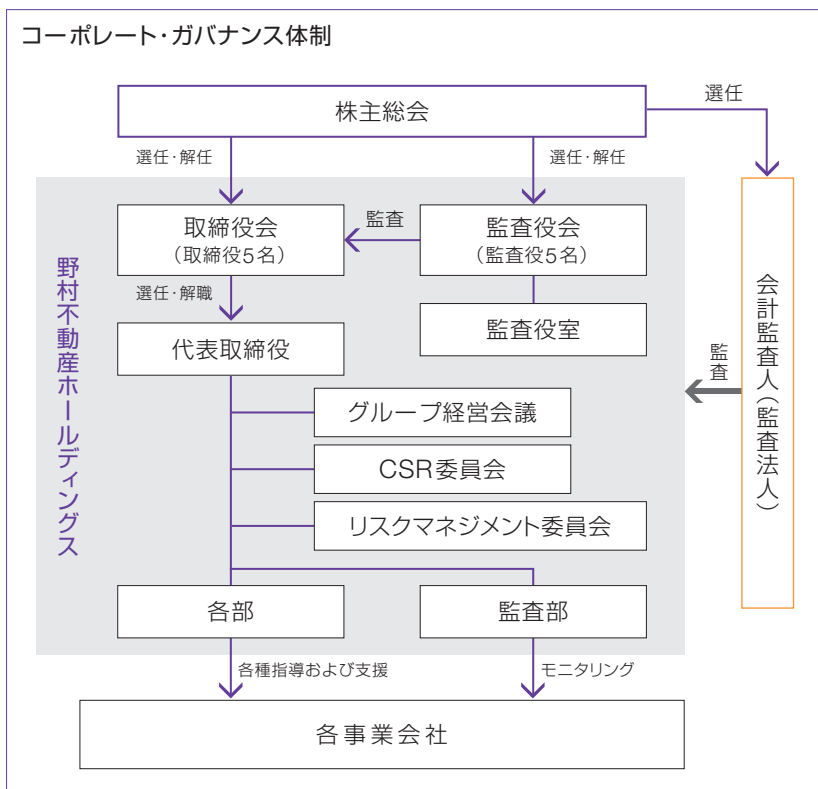 コーポレート・ガバナンス体制
株主総会
選任
選任・解任
選任・解任
取締役会
（取締役5名）
監査
監査役会
（監査役5名）
選任・解職
監査役室
代表取締役
グループ経営会議
CSR委員会
リスクマネジメント委員会
各部
監査部
野村不動産ホールディングス
監査
会計監査人（監査法人）
各種指導および支援
モニタリング
各事業会社